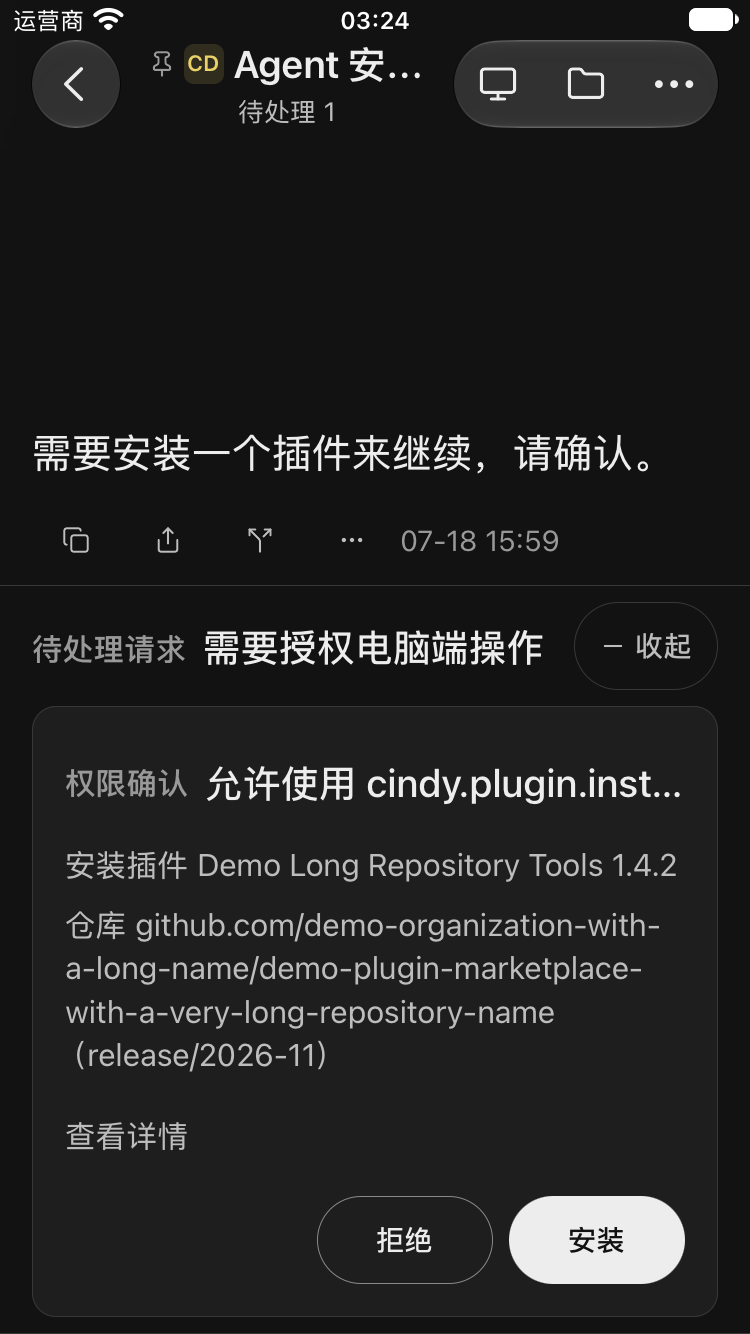 运营商
03:24
CD Agent 安...
待处理 1
需要安装一个插件来继续，请确认。
07-18 15:59
待处理请求 需要授权电脑端操作
收起
权限确认 允许使用 cindy.plugin.inst...
安装插件 Demo Long Repository Tools 1.4.2
仓库 github.com/demo-organization-with-
a-long-name/demo-plugin-marketplace-
with-a-very-long-repository-name
（release/2026-11）
查看详情
拒绝
安装